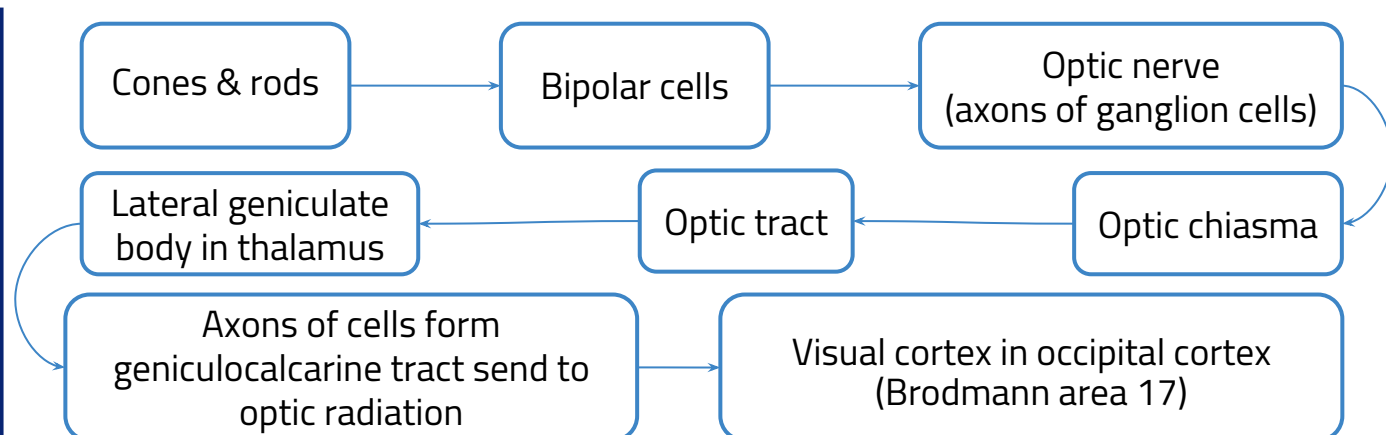 Cones & rods
Bipolar cells
Optic nerve
(axons of ganglion cells)
Optic chiasma
Optic tract
Lateral geniculate
body in thalamus
Axons of cells form
geniculocalcarine tract send to
optic radiation
Visual cortex in occipital cortex
(Brodmann area 17)